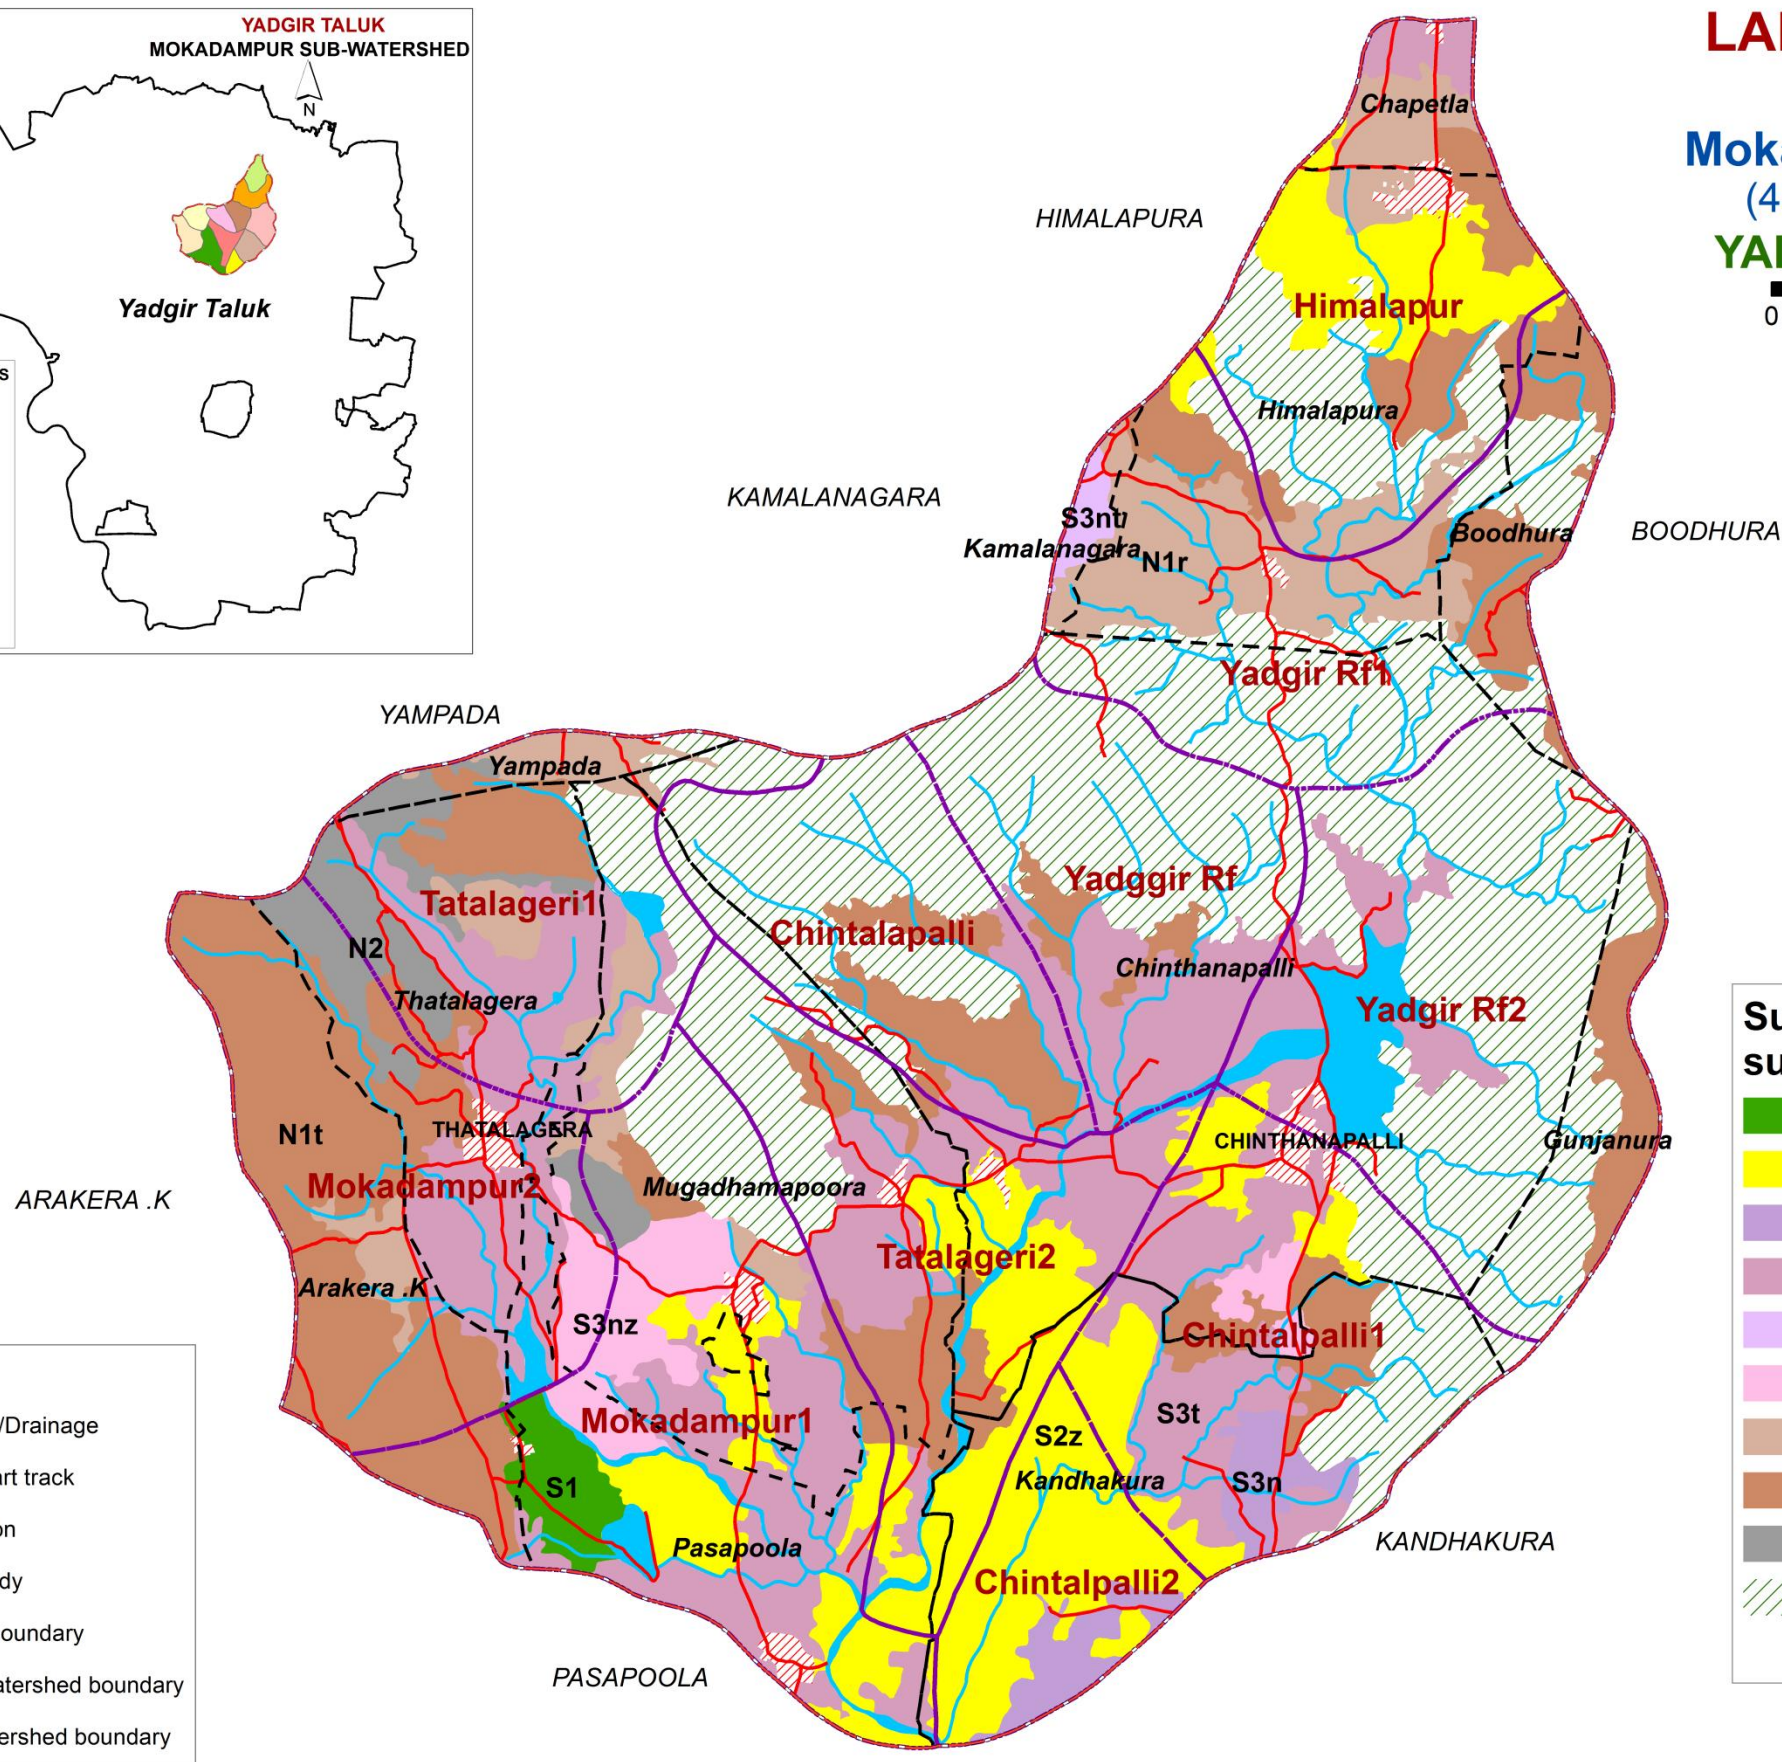 YADGIR TALUK
MOKADAMPUR SUB-WATERSHED
N
Yadgir Taluk
s
LA
Moka
(4
YA
0
Chapetla
HIMALAPURA
Himalapur
Himalapura
KAMALANAGARA
S3nt
Kamalanagara
N1r
Boodhura
BOODHURA
Yadgir Rf1
YAMPADA
Yampada
Yadggir Rf
Tatalageri1
Chintalapalli
N2
Chinthanapalli
Thatalagera
Yadgir Rf2
N1t
THATALAGERA
CHINTHANAPALLI
Gunjanura
Mokadampur2
Mugadhamapoora
ARAKERA .K
Tatalageri2
Arakera .K
S3nz
Chintalpalli1
Mokadampur1
S3t
S2z
Kandhakura
S3n
S1
Pasapoola
KANDHAKURA
Chintalpalli2
PASAPOOLA
Su
su
/Drainage
art track
on
dy
oundary
atershed boundary
ershed boundary